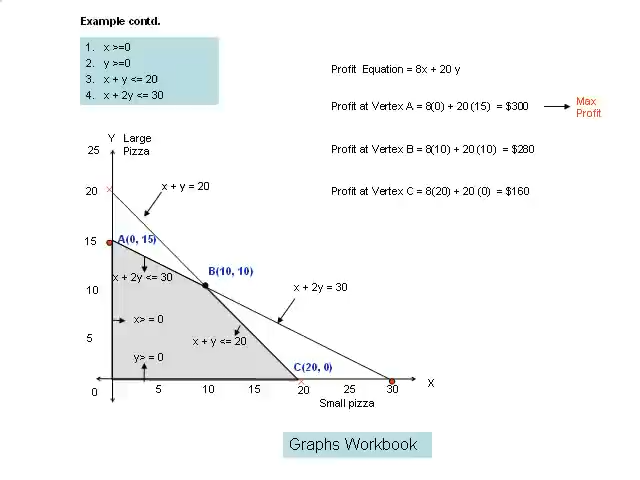 Example contd.
1. x >=0
2. y >=0
3. x + y <= 20
4. x + 2y <= 30
Profit Equation = 8x + 20 y
Profit at Vertex A = 8(0) + 20 (15) = $300
Max
Profit
Profit at Vertex B = 8(10) + 20 (10) = $280
Profit at Vertex C = 8(20) + 20 (0) = $160
Y Large
Pizza
25
20
x + y = 20
15
A(0, 15)
B(10, 10)
x + 2y <= 30
x + 2y = 30
10
x> = 0
5
x + y <= 20
y> = 0
C(20, 0)
X
0
5
10
15
20
25
30
Small pizza
Graphs Workbook